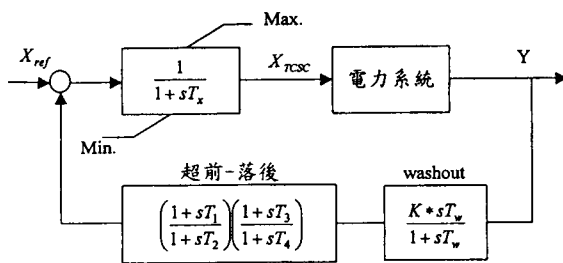 Max.
X_ref
1 / (1 + sT_x)
X_TCSC
電力系統
Y
Min.
超前-落後
washout
((1 + sT_1) / (1 + sT_2)) ((1 + sT_3) / (1 + sT_4))
K * sT_w / (1 + sT_w)